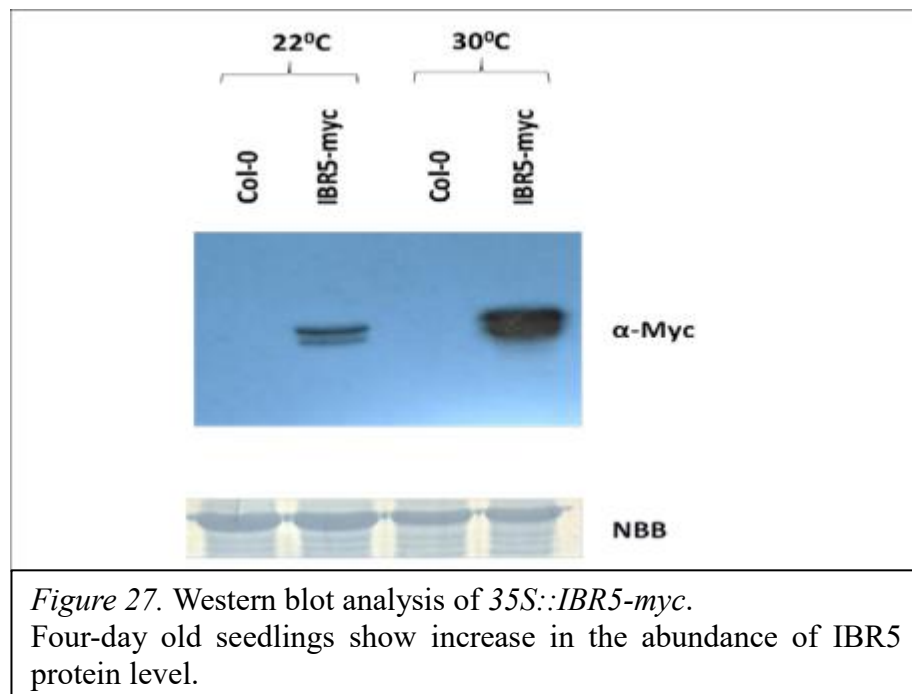 22⁰C 30⁰C
Col-0 IBR5-myc Col-0 IBR5-myc
α-Myc
NBB
Figure 27. Western blot analysis of 35S::IBR5-myc.
Four-day old seedlings show increase in the abundance of IBR5
protein level.